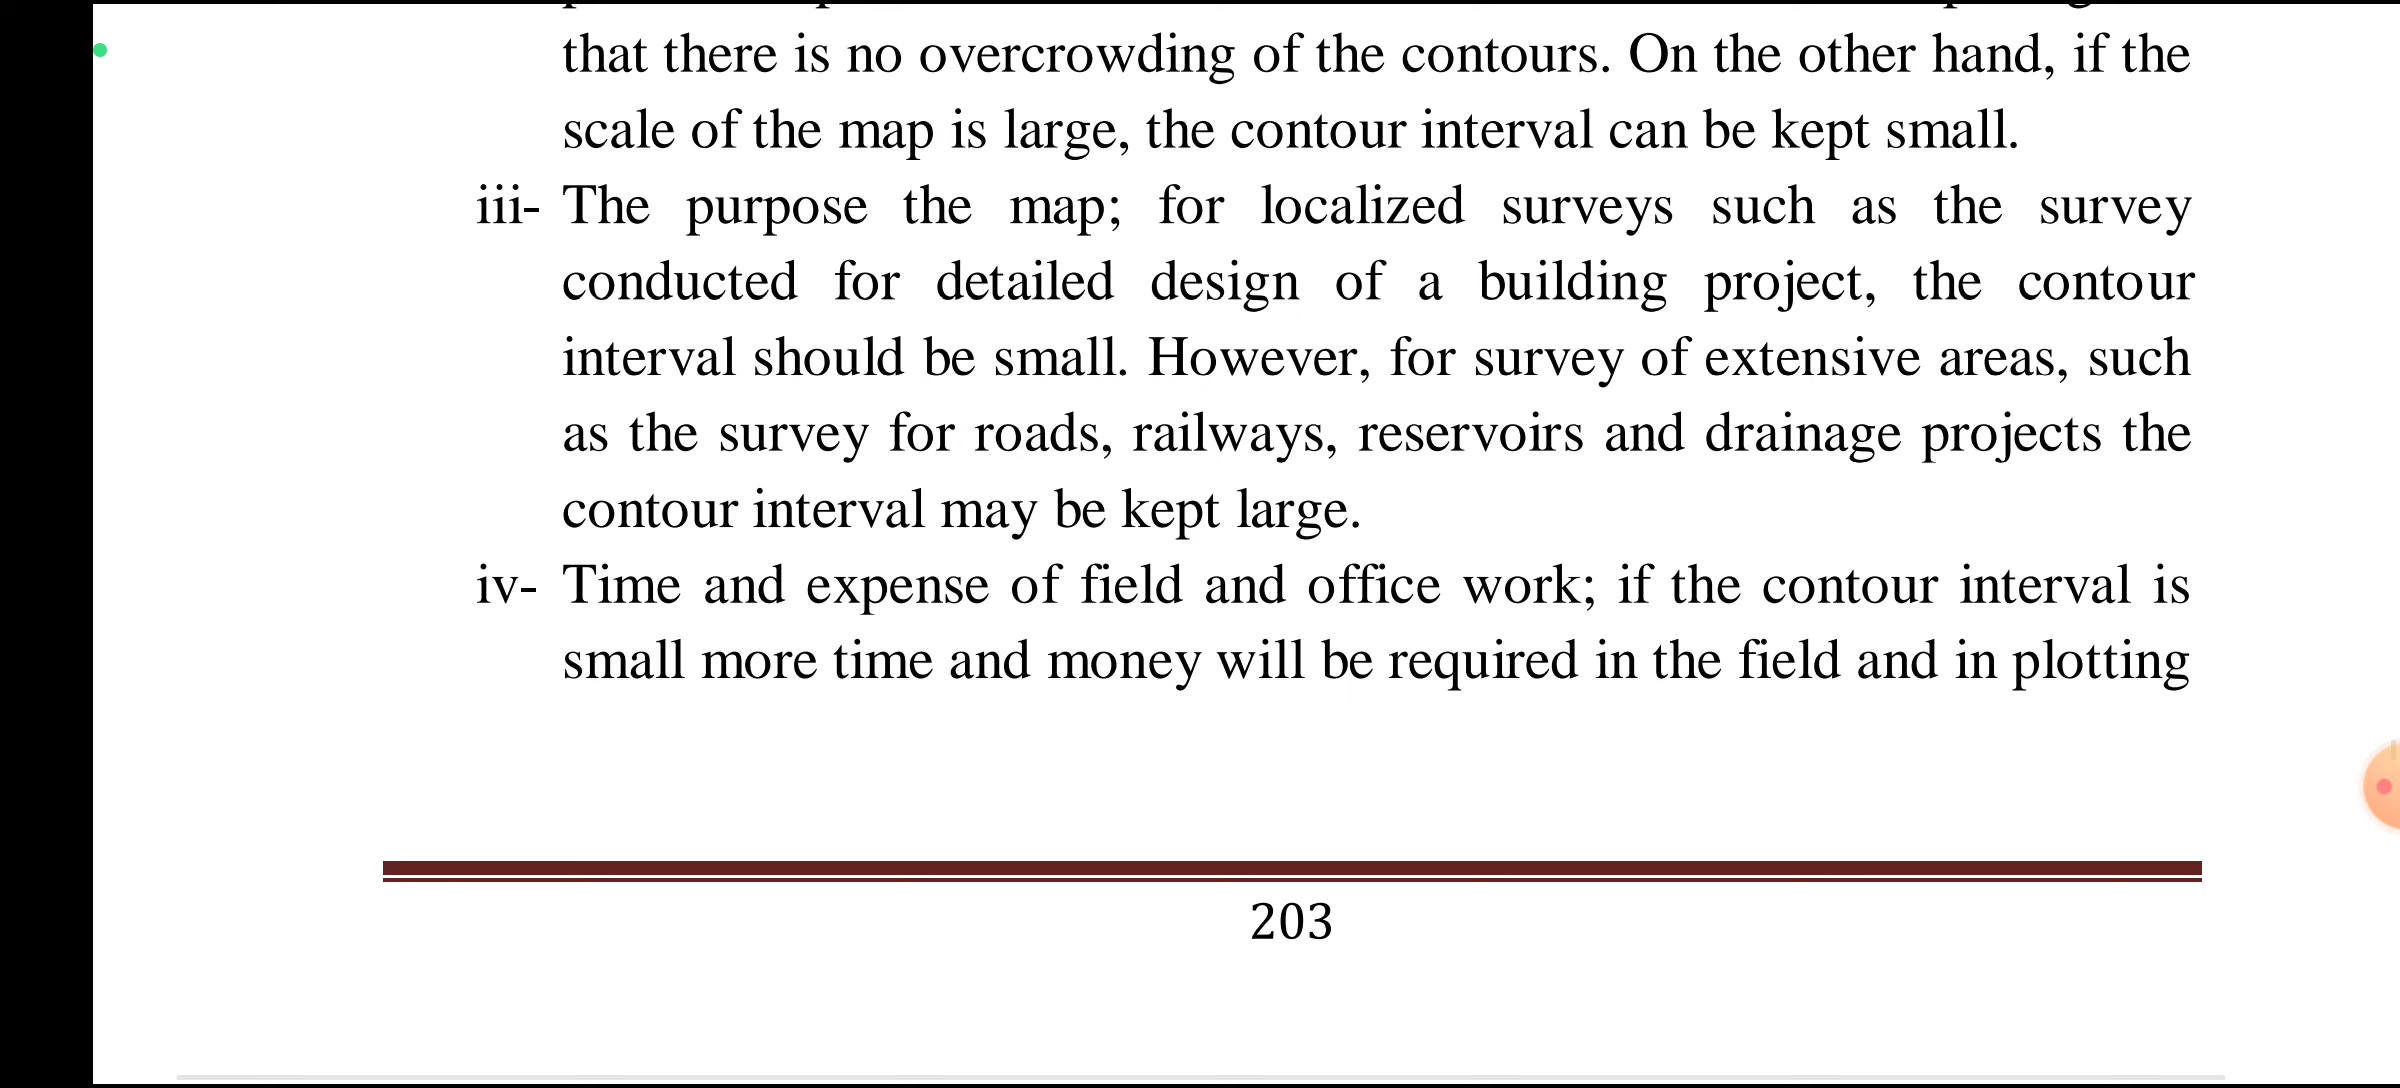 that there is no overcrowding of the contours. On the other hand, if the
scale of the map is large, the contour interval can be kept small.
iii- The purpose the map; for localized surveys such as the survey
conducted for detailed design of a building project, the contour
interval should be small. However, for survey of extensive areas, such
as the survey for roads, railways, reservoirs and drainage projects the
contour interval may be kept large.
iv- Time and expense of field and office work; if the contour interval is
small more time and money will be required in the field and in plotting
203